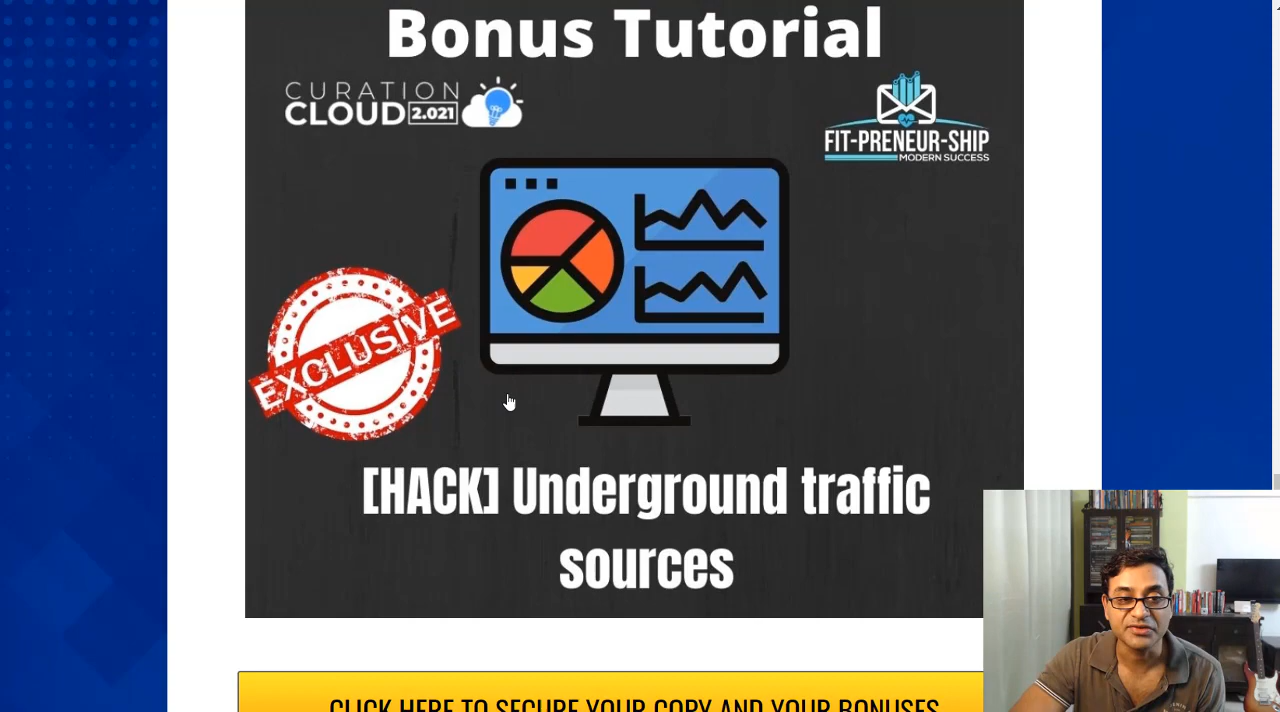 Bonus Tutorial
CURATION
CLOUD 2.021
FIT-PRENEUR-SHIP
MODERN SUCCESS
EXCLUSIVE
[HACK] Underground traffic
sources
CLICK HERE TO SECURE YOUR COPY AND YOUR BONUSES